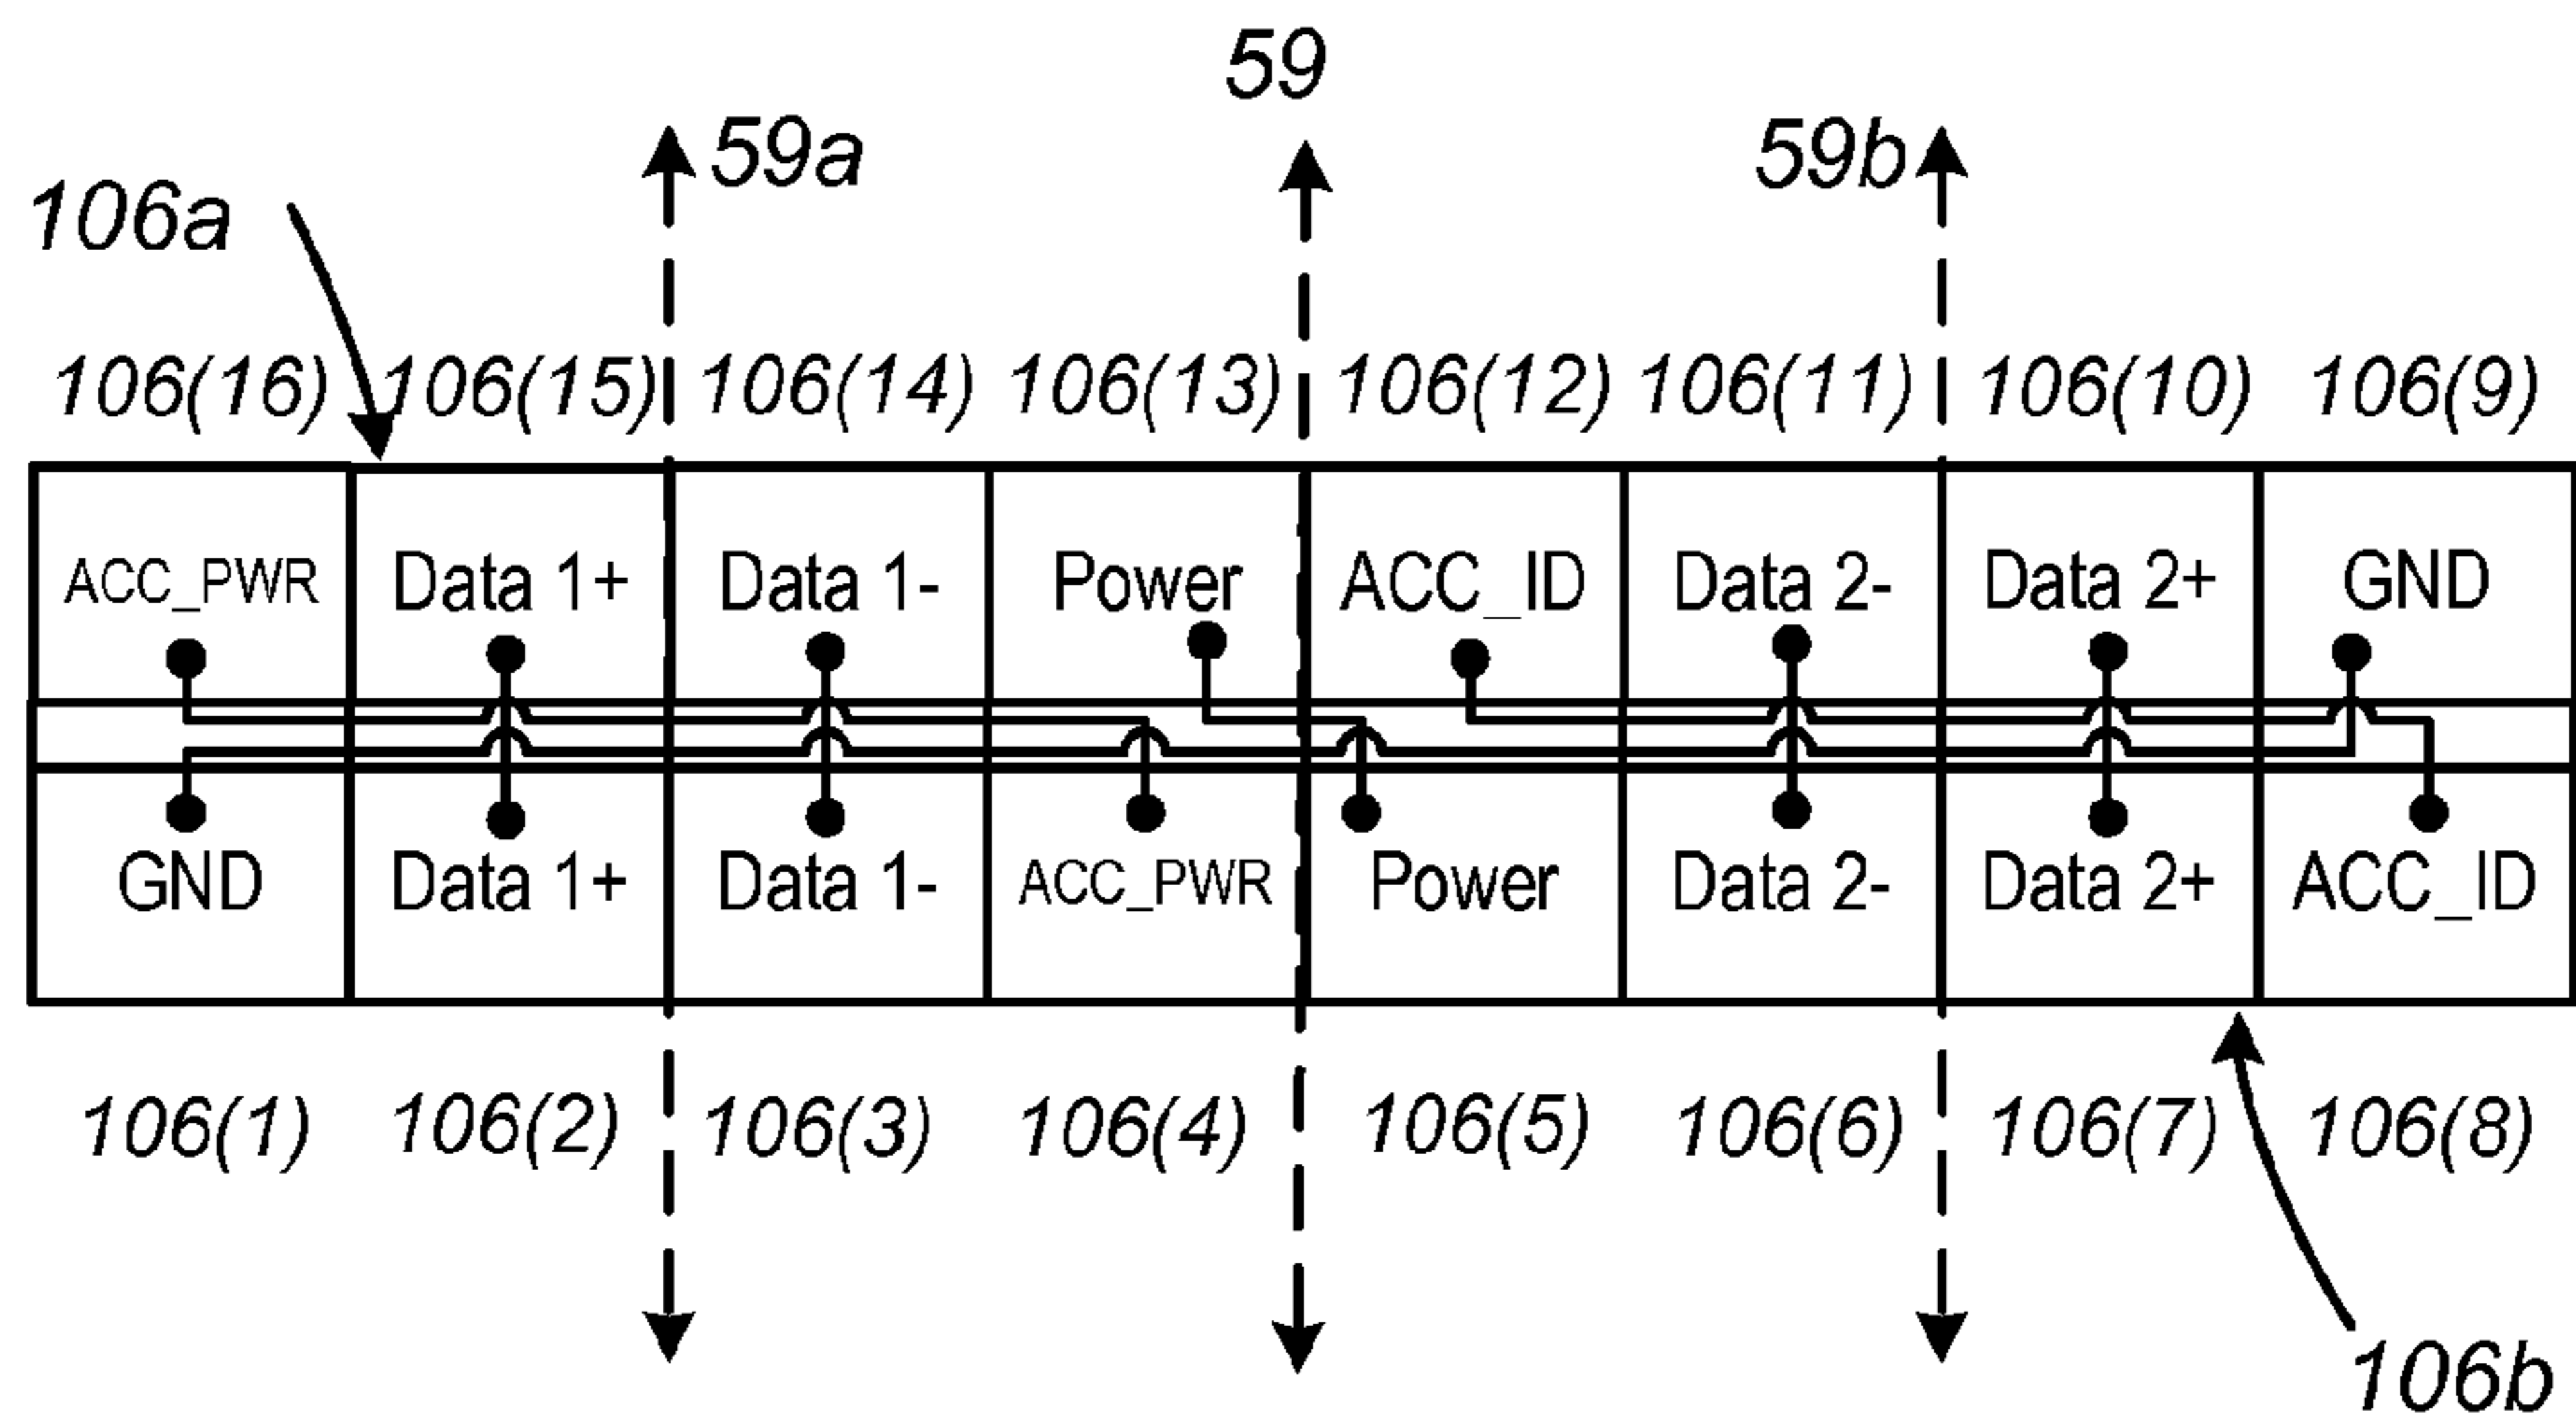 59
59a
59b
106a
106(16) 106(15) 106(14) 106(13) 106(12) 106(11) 106(10) 106(9)
ACC_PWR Data 1+ Data 1- Power ACC_ID Data 2- Data 2+ GND
GND Data 1+ Data 1- ACC_PWR Power Data 2- Data 2+ ACC_ID
106(1) 106(2) 106(3) 106(4) 106(5) 106(6) 106(7) 106(8)
106b